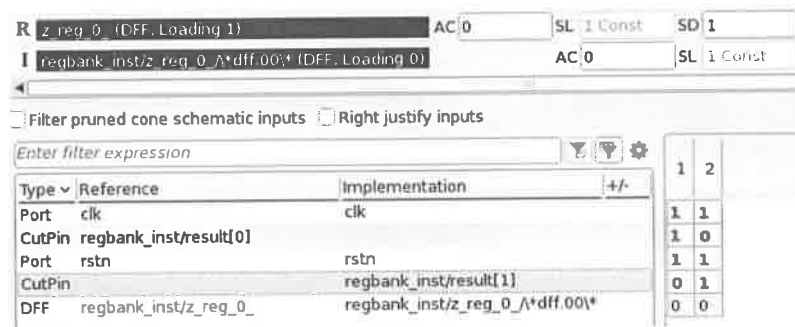 R z_reg_0_ (DFF, Loading 1) AC 0 SL 1 Const SD 1
I regbank_inst/z_reg_0_/\*dff.00\* (DFF, Loading 0) AC 0 SL 1 Const
Filter pruned cone schematic inputs Right justify inputs
Enter filter expression
1 2
Type Reference Implementation +/-
Port clk clk 1 1
CutPin regbank_inst/result[0] 1 0
Port rstn rstn 1 1
CutPin regbank_inst/result[1] 0 1
DFF regbank_inst/z_reg_0_ regbank_inst/z_reg_0_/\*dff.00\* 0 0